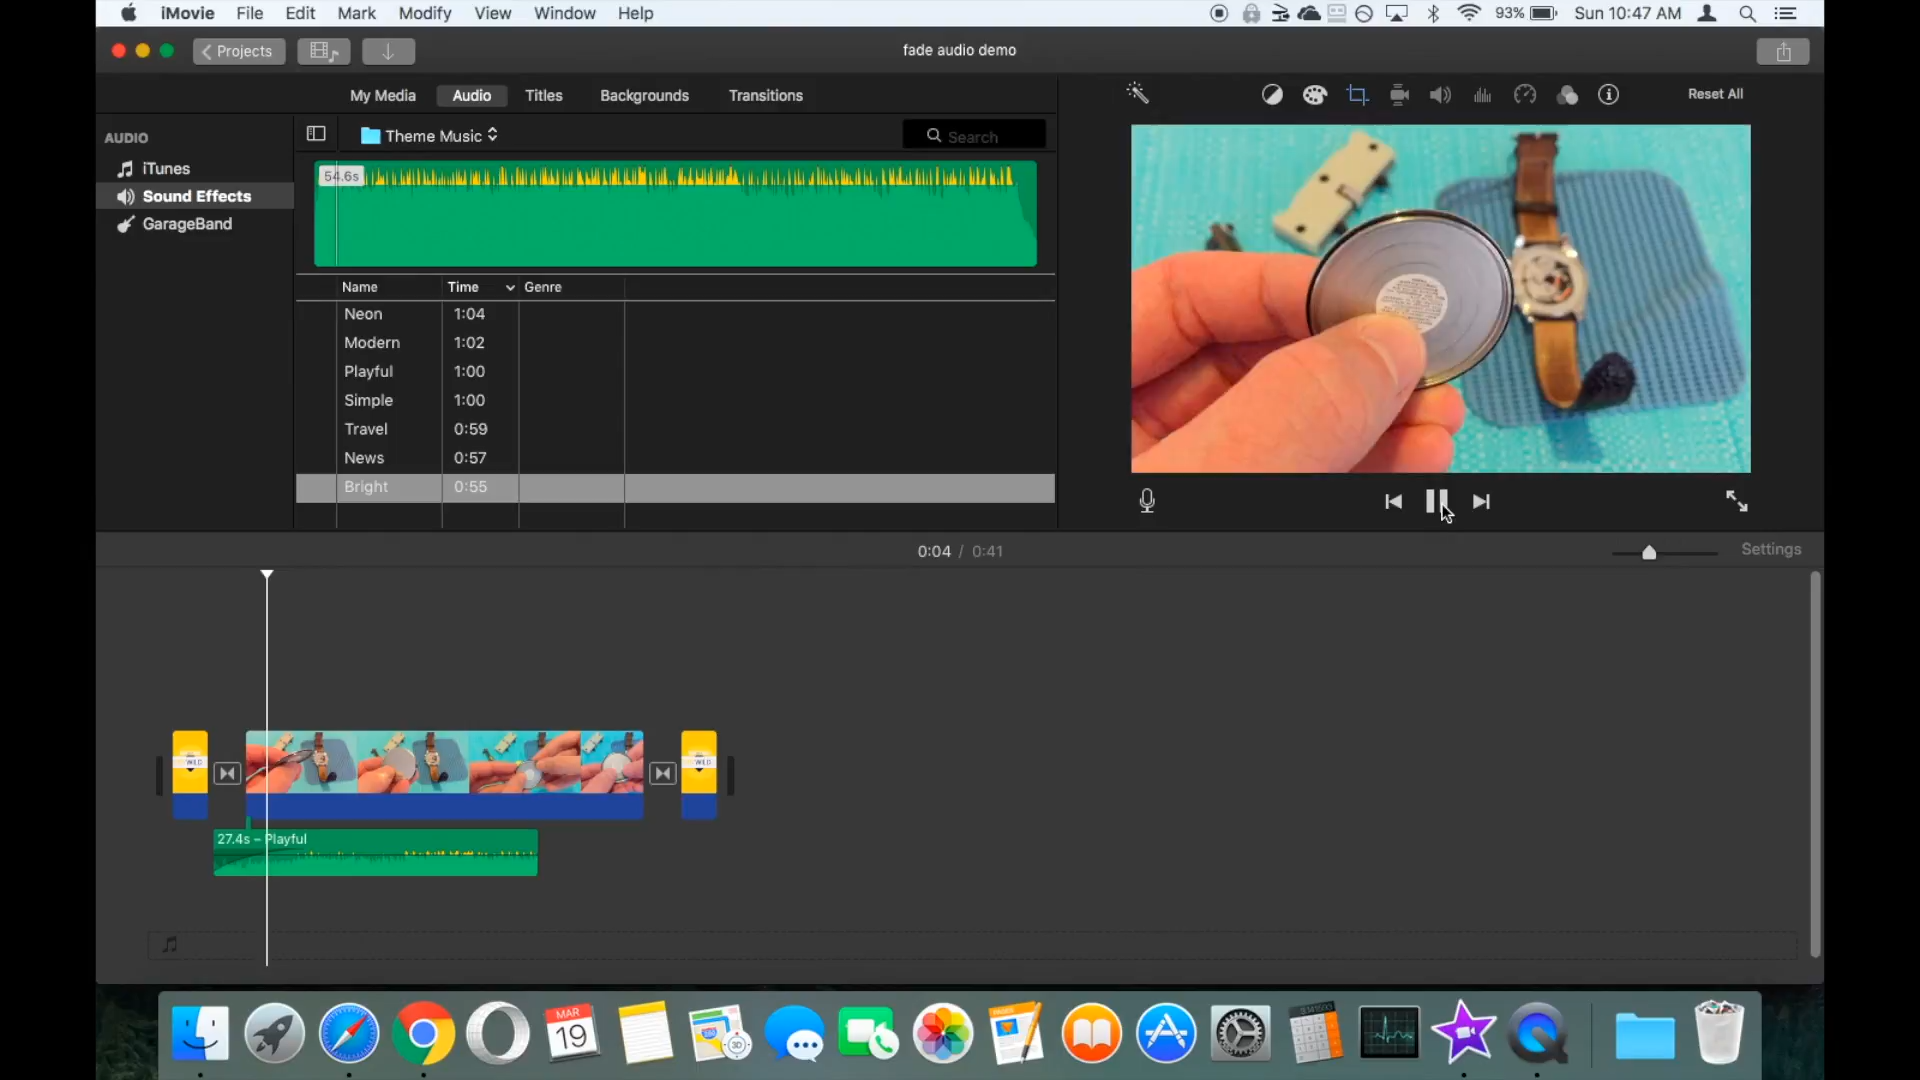 iMovie File Edit Mark Modify View Window Help 93% Sun 10:47 AM
Projects fade audio demo
My Media Audio Titles Backgrounds Transitions Reset All
AUDIO
Theme Music Search
iTunes
54.6s
Sound Effects
GarageBand
Name Time Genre
Neon 1:04
Modern 1:02
Playful 1:00
Simple 1:00
Travel 0:59
News 0:57
Bright 0:55
0:04 / 0:41 Settings
WED WED
27.4s – Playful
MAR
19